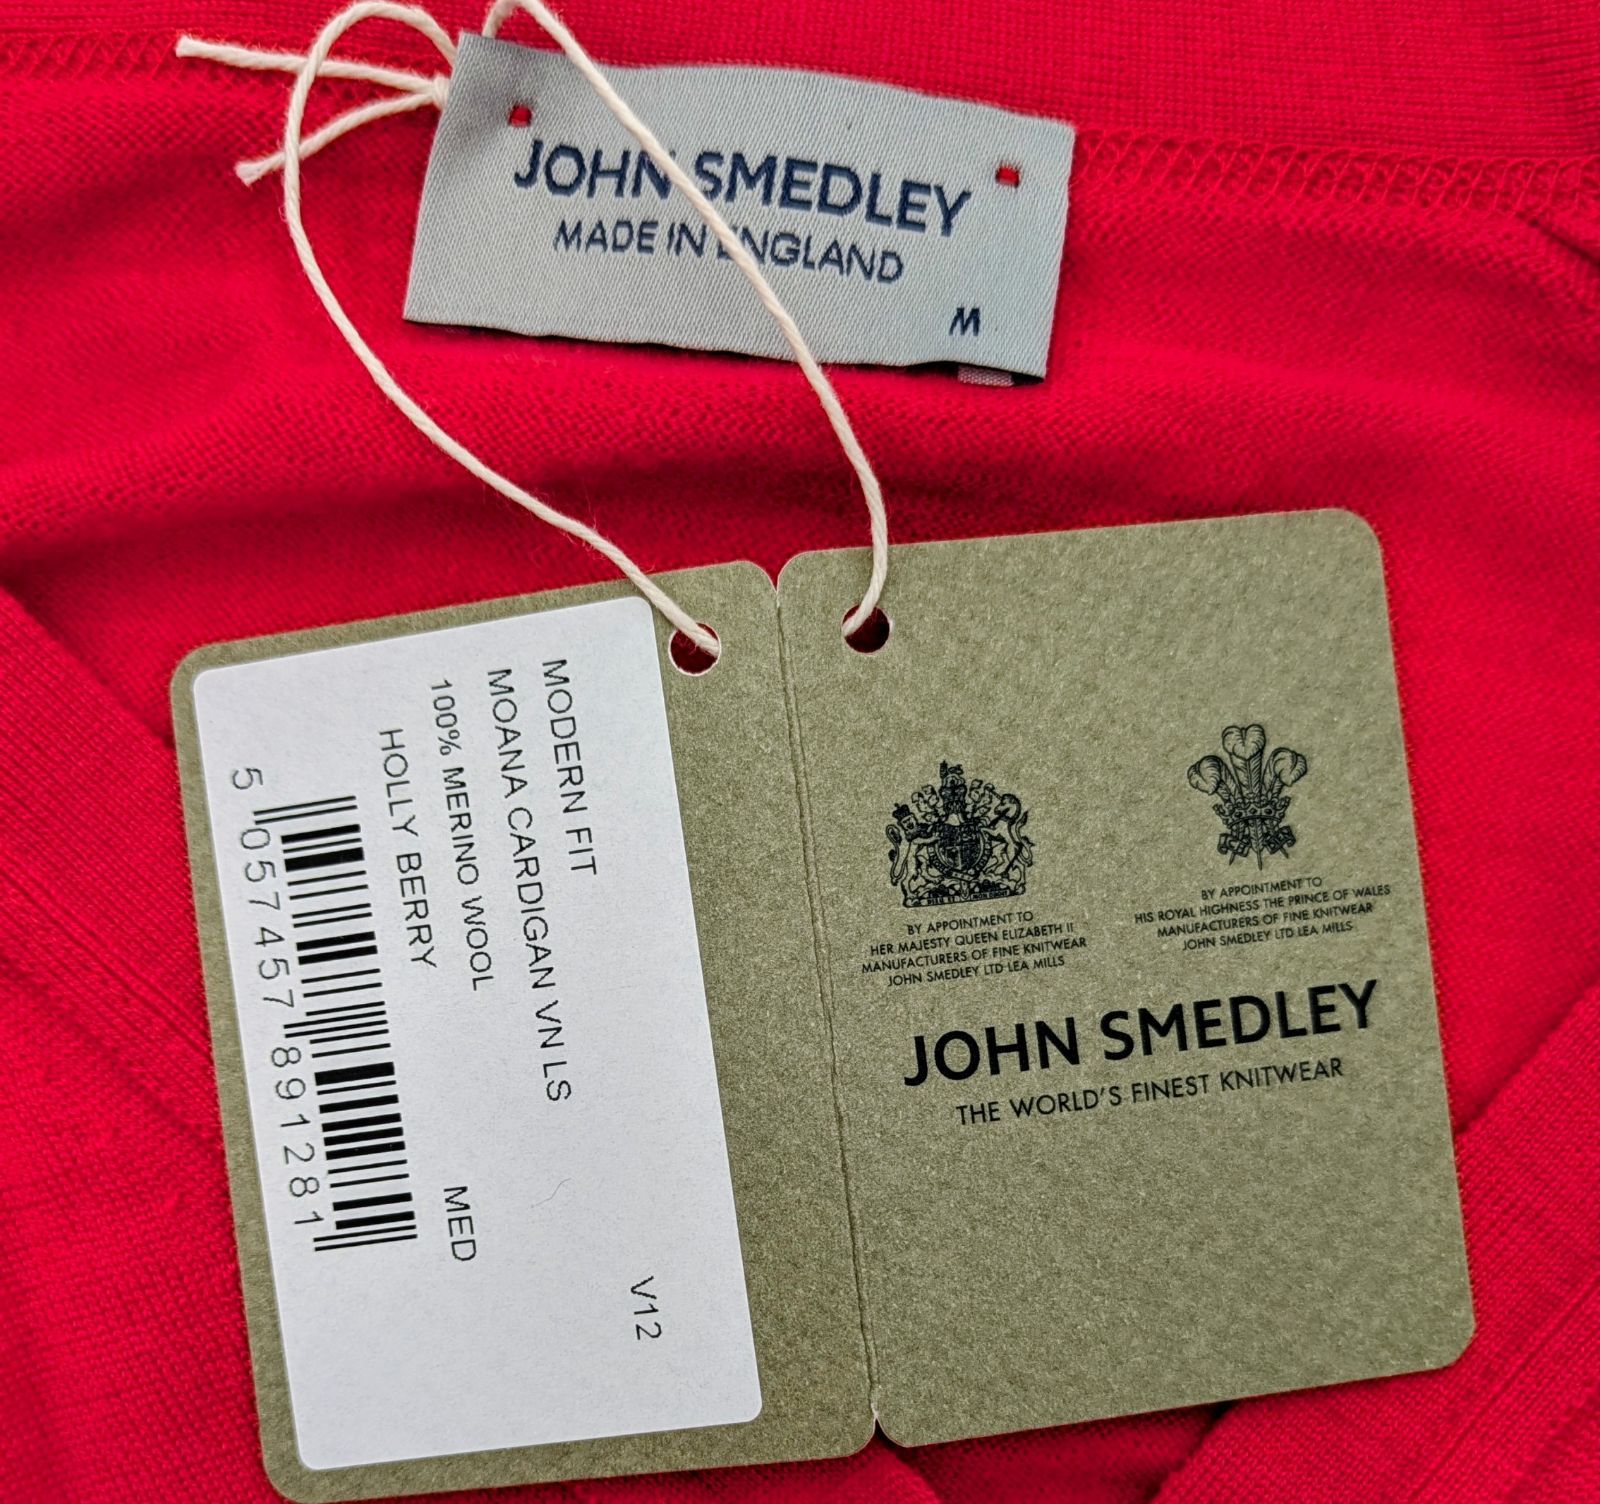 JOHN SMEDLEY
MADE IN ENGLAND
M
MODERN FIT
MOANA CARDIGAN VN LS
100% MERINO WOOL
HOLLY BERRY
MED
V12
5 057457 891281
BY APPOINTMENT TO
HER MAJESTY QUEEN ELIZABETH II
MANUFACTURERS OF FINE KNITWEAR
JOHN SMEDLEY LTD LEA MILLS
BY APPOINTMENT TO
HIS ROYAL HIGHNESS THE PRINCE OF WALES
MANUFACTURERS OF FINE KNITWEAR
JOHN SMEDLEY LTD LEA MILLS
JOHN SMEDLEY
THE WORLD'S FINEST KNITWEAR